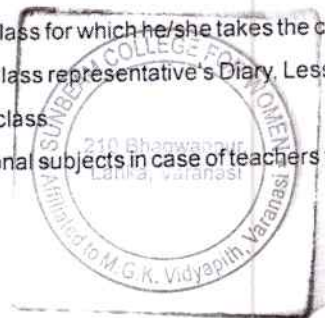 lass for which he/she takes the c
lass representative's Diary. Less
class
onal subjects in case of teachers
SUNBEAM COLLEGE FOR WOMEN
210 Bhagwanpur
Lanka, Varanasi
Affiliated to M.G.K. Vidyapith, Varanasi